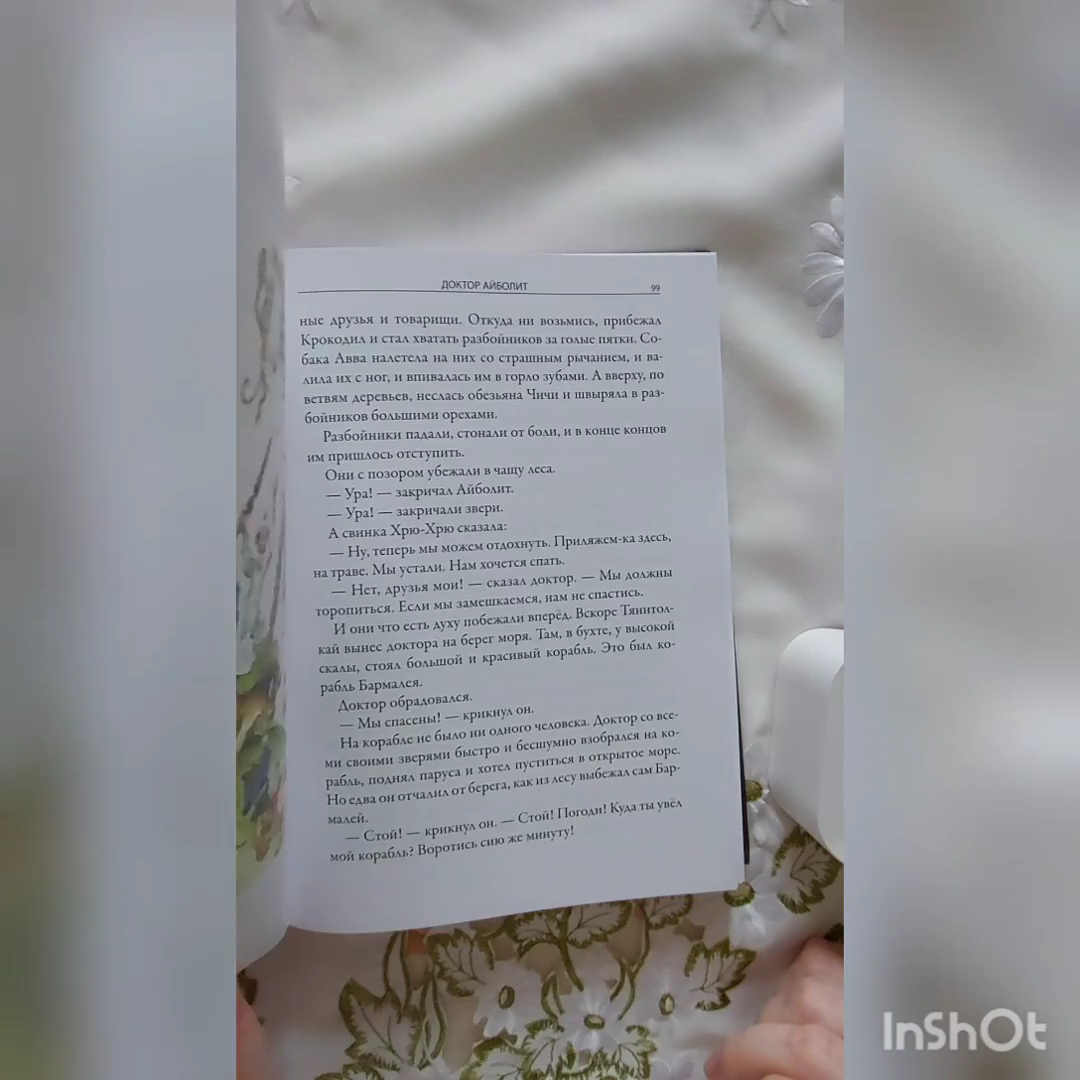 ДОКТОР АЙБОЛИТ 99
ные друзья и товарищи. Откуда ни возьмись, прибежал
Крокодил и стал хватать разбойников за голые пятки. Со-
бака Авва налетела на них со страшным рычанием, и ва-
лила их с ног, и впивалась им в горло зубами. А вверху, по
ветвям деревьев, неслась обезьяна Чичи и швыряла в раз-
бойников большими орехами.
Разбойники падали, стонали от боли, и в конце концов
им пришлось отступить.
Они с позором убежали в чащу леса.
— Ура! — закричал Айболит.
— Ура! — закричали звери.
А свинка Хрю-Хрю сказала:
— Ну, теперь мы можем отдохнуть. Приляжем-ка здесь,
на траве. Мы устали. Нам хочется спать.
— Нет, друзья мои! — сказал доктор. — Мы должны
торопиться. Если мы замешкаемся, нам не спастись.
И они что есть духу побежали вперёд. Вскоре Тянитол-
кай вынес доктора на берег моря. Там, в бухте, у высокой
скалы, стоял большой и красивый корабль. Это был ко-
рабль Бармалея.
Доктор обрадовался.
— Мы спасены! — крикнул он.
На корабле не было ни одного человека. Доктор со все-
ми своими зверями быстро и бесшумно взобрался на ко-
рабль, поднял паруса и хотел пуститься в открытое море.
Но едва он отчалил от берега, как из лесу выбежал сам Бар-
малей.
— Стой! — крикнул он. — Стой! Погоди! Куда ты увёл
мой корабль? Воротись сию же минуту!
InShOt